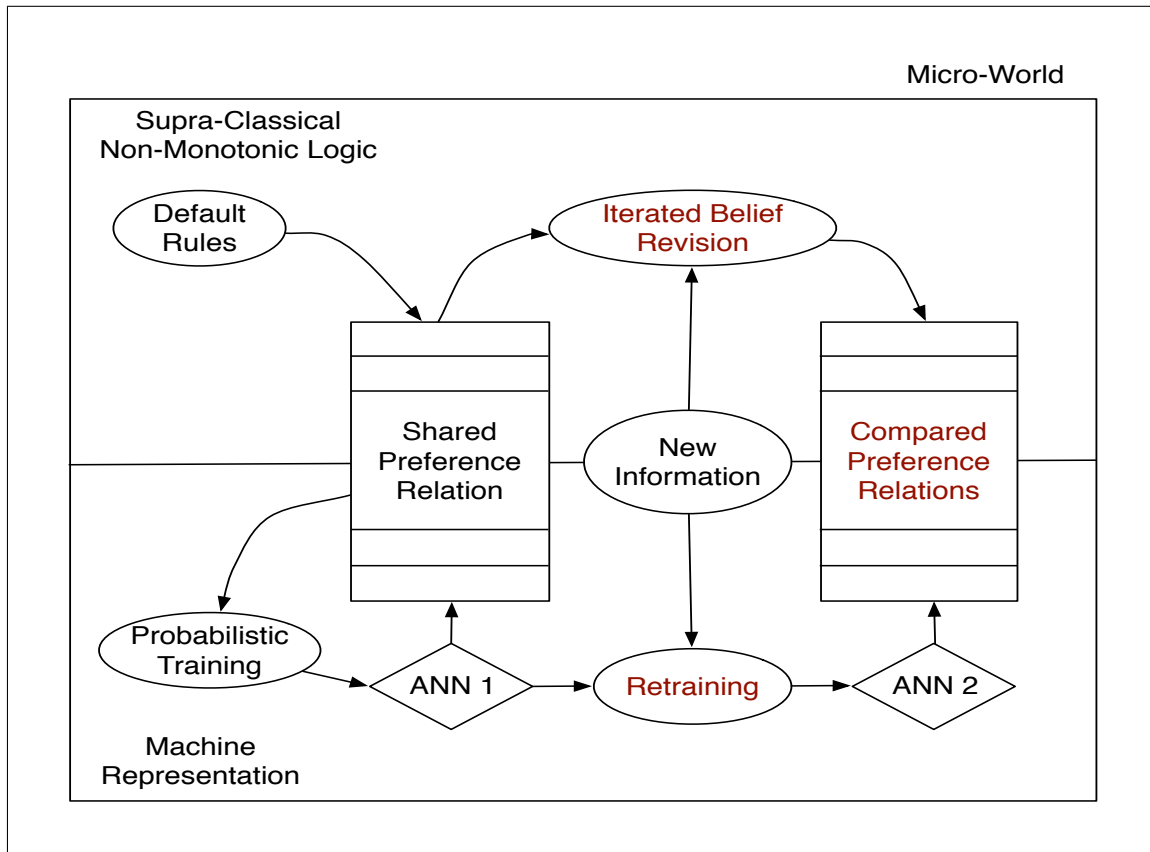 Micro-World
Supra-Classical
Non-Monotonic Logic
Default
Rules
Iterated Belief
Revision
Shared
Preference
Relation
New
Information
Compared
Preference
Relations
Probabilistic
Training
ANN 1
Retraining
ANN 2
Machine
Representation